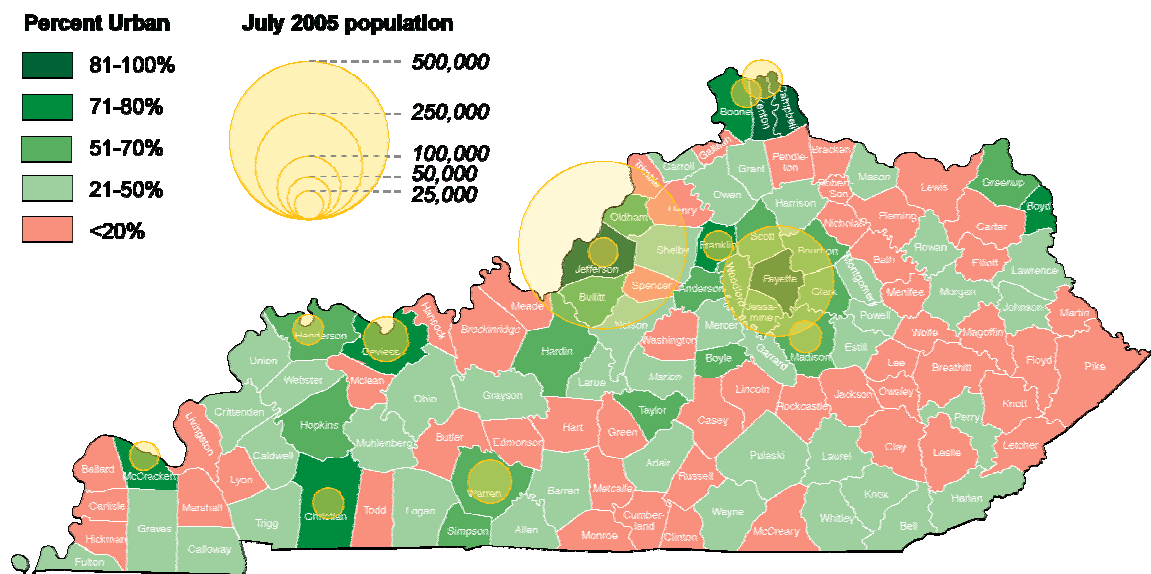 Percent Urban
81-100%
71-80%
51-70%
21-50%
<20%
July 2005 population
500,000
250,000
100,000
50,000
25,000
Boone
Kenton
Campbell
Gallatin
Bracken
Pendle-
ton
Trimble
Carroll
Grant
Mason
Lewis
Greenup
Boyd
Owen
Robert-
Son
Harrison
Oldham
Henry
Nicholas
Fleming
Carter
Franklin
Scott
Bourbon
Rowan
Elliott
Lawrence
Jefferson
Shelby
Woodford
Fayette
Montgomery
Bath
Spencer
Anderson
Clark
Menifee
Morgan
Johnson
Martin
Bullitt
Jessa-
mine
Powell
Meade
Hancock
Breckinridge
Nelson
Mercer
Washington
Garrard
Madison
Estill
Wolfe
Magoffin
Floyd
Pike
Henderson
Daviess
Hardin
Boyle
Lee
Breathitt
Union
Webster
Mclean
Ohio
Grayson
Larue
Marion
Lincoln
Rockcastle
Jackson
Owsley
Knott
Crittenden
Livingston
Hopkins
Muhlenberg
Butler
Edmonson
Hart
Green
Taylor
Casey
Perry
Letcher
Clay
Leslie
Caldwell
Adair
Pulaski
Laurel
Ballard
McCracken
Lyon
Warren
Barren
Metcalfe
Russell
Knox
Harlan
Carlisle
Marshall
Graves
Trigg
Christian
Todd
Logan
Simpson
Allen
Monroe
Cumber-
land
Clinton
Wayne
McCreary
Whitley
Bell
Hickman
Fulton
Calloway